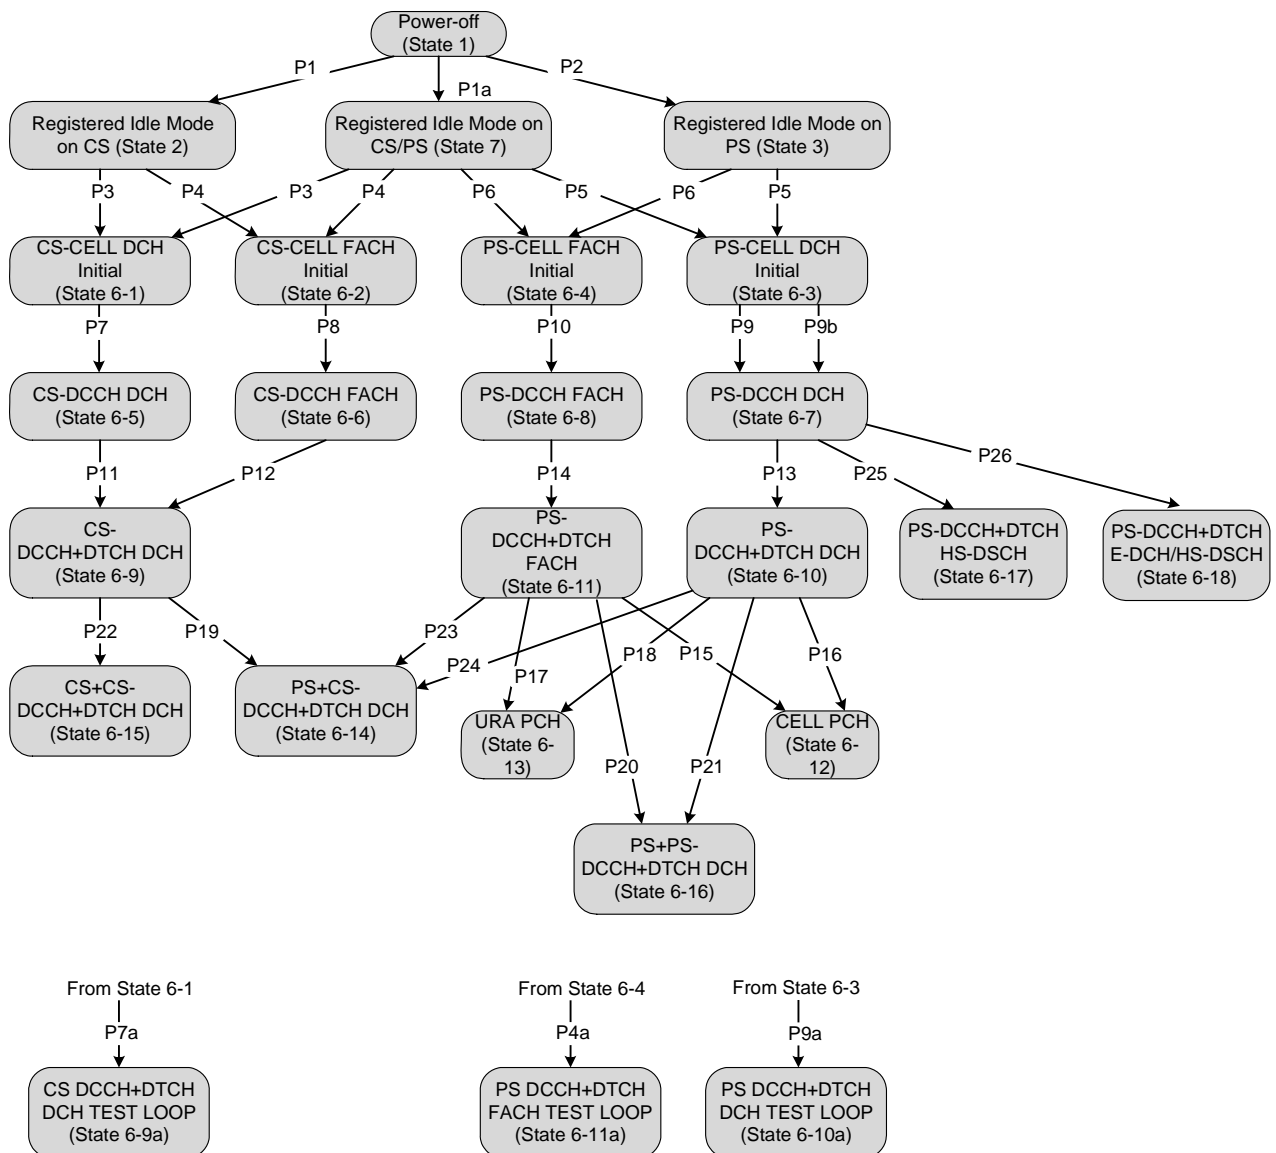 Power-off
(State 1)
P1
P2
P1a
Registered Idle Mode
on CS (State 2)
Registered Idle Mode on
CS/PS (State 7)
Registered Idle Mode on
PS (State 3)
P3
P4
P3
P4
P6
P5
P6
P5
CS-CELL DCH
Initial
(State 6-1)
CS-CELL FACH
Initial
(State 6-2)
PS-CELL FACH
Initial
(State 6-4)
PS-CELL DCH
Initial
(State 6-3)
P7
P8
P10
P9
P9b
CS-DCCH DCH
(State 6-5)
CS-DCCH FACH
(State 6-6)
PS-DCCH FACH
(State 6-8)
PS-DCCH DCH
(State 6-7)
P11
P12
P14
P13
P25
P26
CS-
DCCH+DTCH DCH
(State 6-9)
PS-
DCCH+DTCH
FACH
(State 6-11)
PS-
DCCH+DTCH DCH
(State 6-10)
PS-DCCH+DTCH
HS-DSCH
(State 6-17)
PS-DCCH+DTCH
E-DCH/HS-DSCH
(State 6-18)
P22
P19
P23
P24
P17
P18
P15
P16
CS+CS-
DCCH+DTCH DCH
(State 6-15)
PS+CS-
DCCH+DTCH DCH
(State 6-14)
URA PCH
(State 6-
13)
CELL PCH
(State 6-
12)
P20
P21
PS+PS-
DCCH+DTCH DCH
(State 6-16)
From State 6-1
From State 6-4
From State 6-3
P7a
P4a
P9a
CS DCCH+DTCH
DCH TEST LOOP
(State 6-9a)
PS DCCH+DTCH
FACH TEST LOOP
(State 6-11a)
PS DCCH+DTCH
DCH TEST LOOP
(State 6-10a)